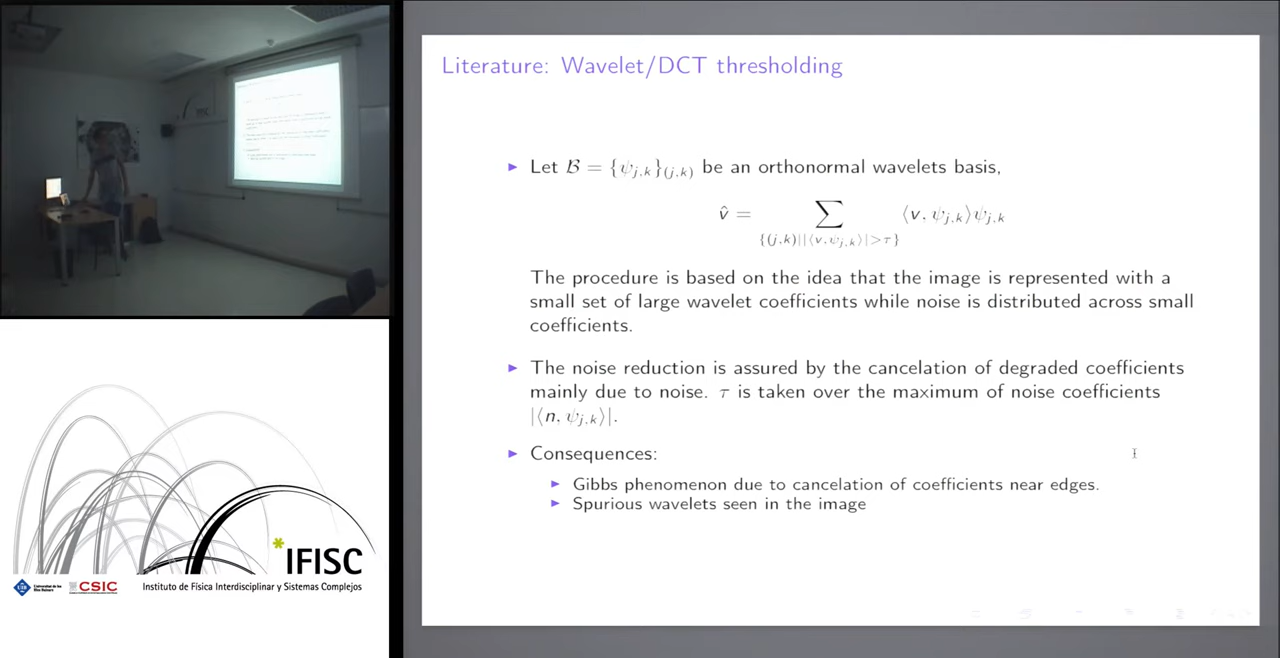 Literature: Wavelet/DCT thresholding
▶ Let ℬ = {ψ_{j,k}}_{(j,k)} be an orthonormal wavelets basis,
v̂ = ∑_{{(j,k)||⟨v,ψ_{j,k}⟩|>τ}} ⟨v, ψ_{j,k}⟩ψ_{j,k}
The procedure is based on the idea that the image is represented with a
small set of large wavelet coefficients while noise is distributed across small
coefficients.
▶ The noise reduction is assured by the cancelation of degraded coefficients
mainly due to noise. τ is taken over the maximum of noise coefficients
|⟨n, ψ_{j,k}⟩|.
▶ Consequences:
▶ Gibbs phenomenon due to cancelation of coefficients near edges.
▶ Spurious wavelets seen in the image
IFISC
CSIC
Instituto de Física Interdisciplinar y Sistemas Complejos